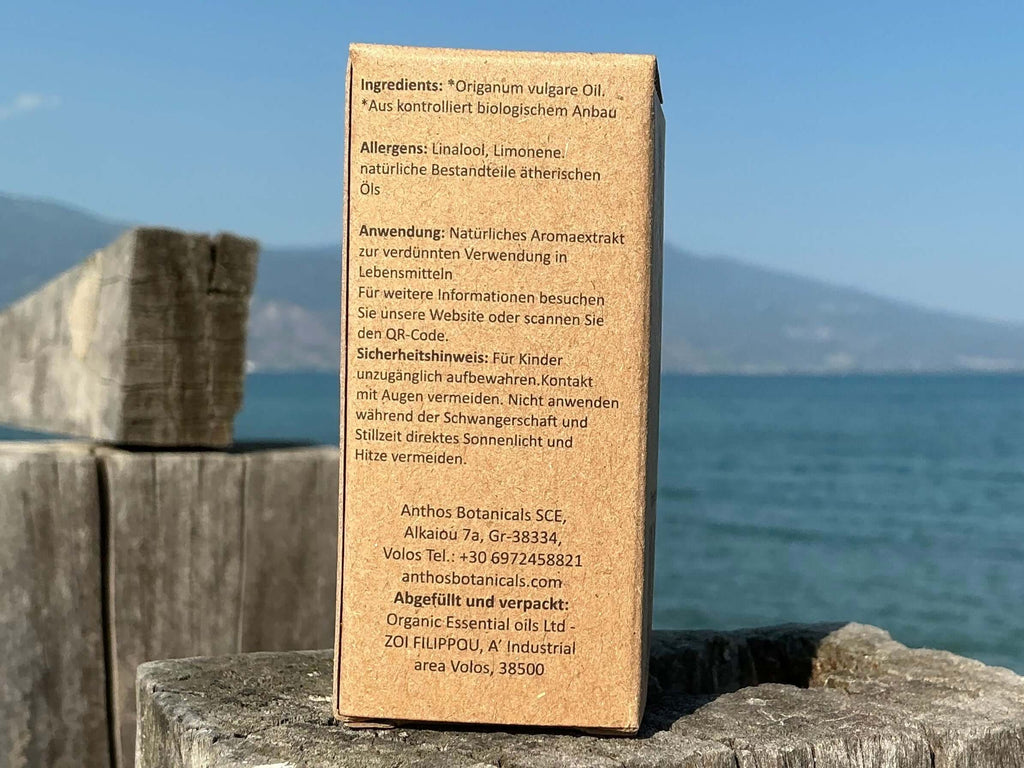 Ingredients: *Origanum vulgare Oil.
*Aus kontrolliert biologischem Anbau
Allergens: Linalool, Limonene.
natürliche Bestandteile ätherischen
Öls
Anwendung: Natürliches Aromaextrakt
zur verdünnten Verwendung in
Lebensmitteln
Für weitere Informationen besuchen
Sie unsere Website oder scannen Sie
den QR-Code.
Sicherheitshinweis: Für Kinder
unzugänglich aufbewahren.Kontakt
mit Augen vermeiden. Nicht anwenden
während der Schwangerschaft und
Stillzeit direktes Sonnenlicht und
Hitze vermeiden.
Anthos Botanicals SCE,
Alkaiou 7a, Gr-38334,
Volos Tel.: +30 6972458821
anthosbotanicals.com
Abgefüllt und verpackt:
Organic Essential oils Ltd -
ZOI FILIPPOU, A’ Industrial
area Volos, 38500